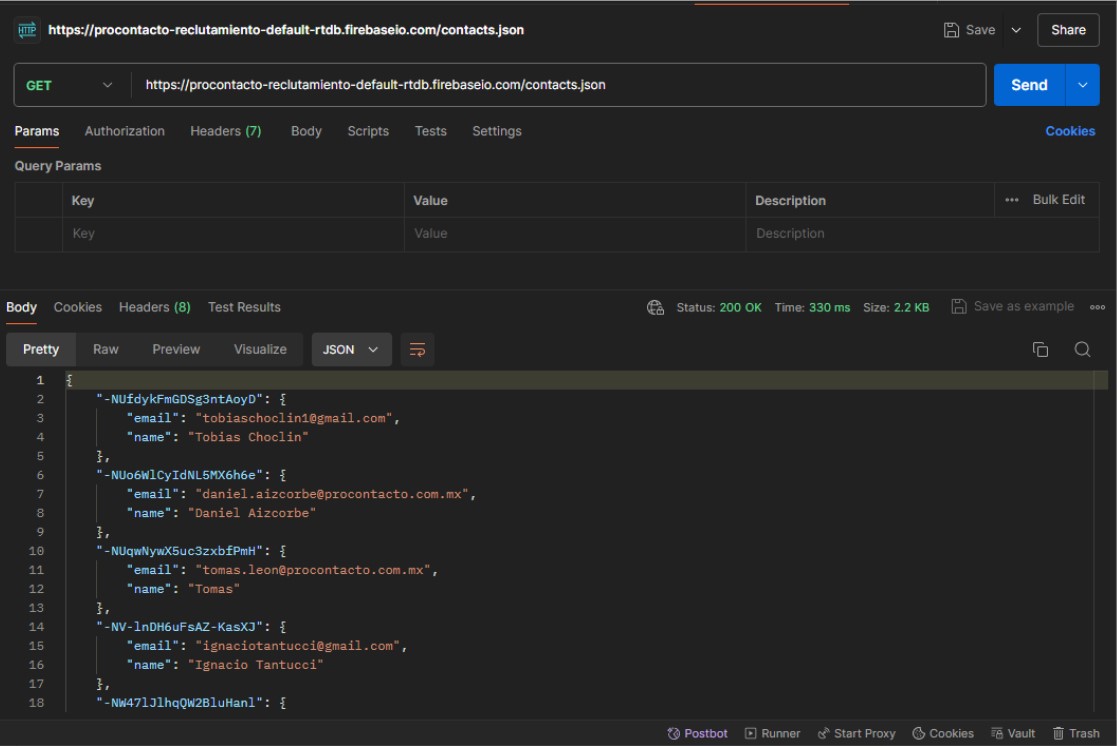 HTTP https://procontacto-reclutamiento-default-rtdb.firebaseio.com/contacts.json Save Share
GET https://procontacto-reclutamiento-default-rtdb.firebaseio.com/contacts.json Send
Params Authorization Headers (7) Body Scripts Tests Settings Cookies
Query Params
Key Value Description ••• Bulk Edit
Key Value Description
Body Cookies Headers (8) Test Results Status: 200 OK Time: 330 ms Size: 2.2 KB Save as example
Pretty Raw Preview Visualize JSON
1 {
2 "-NUfdykFmGDSg3ntAoyD": {
3 "email": "tobiaschoclin1@gmail.com",
4 "name": "Tobias Choclin"
5 },
6 "-NUo6WlCyIdNL5MX6h6e": {
7 "email": "daniel.aizcorbe@procontacto.com.mx",
8 "name": "Daniel Aizcorbe"
9 },
10 "-NUqwNywX5uc3zxbfPmH": {
11 "email": "tomas.leon@procontacto.com.mx",
12 "name": "Tomas"
13 },
14 "-NV-lnDH6uFsAZ-KasXJ": {
15 "email": "ignaciotantucci@gmail.com",
16 "name": "Ignacio Tantucci"
17 },
18 "-NW47lJlhqQW2BluHanl": {
Postbot Runner Start Proxy Cookies Vault Trash